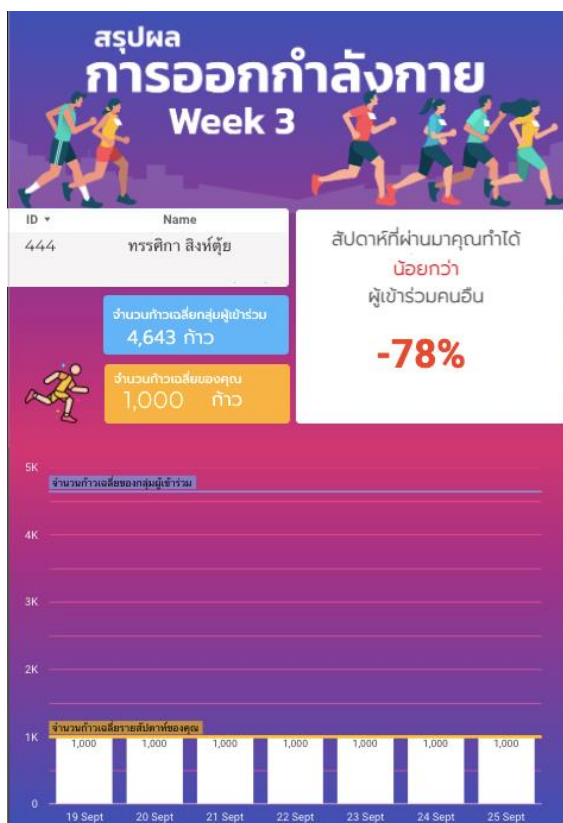 สรุปผล
การออกกำลังกาย
Week 3
ID Name
444 ทรรศิกา สิงห์ตุ้ย
สัปดาห์ที่ผ่านมาคุณทำได้
น้อยกว่า
ผู้เข้าร่วมคนอื่น
-78%
จำนวนก้าวเฉลี่ยกลุ่มผู้เข้าร่วม
4,643 ก้าว
จำนวนก้าวเฉลี่ยของคุณ
1,000 ก้าว
5K
จำนวนก้าวเฉลี่ยของกลุ่มผู้เข้าร่วม
4K
3K
2K
จำนวนก้าวเฉลี่ยรายสัปดาห์ของคุณ
1K
1,000 1,000 1,000 1,000 1,000 1,000 1,000
0
19 Sept 20 Sept 21 Sept 22 Sept 23 Sept 24 Sept 25 Sept